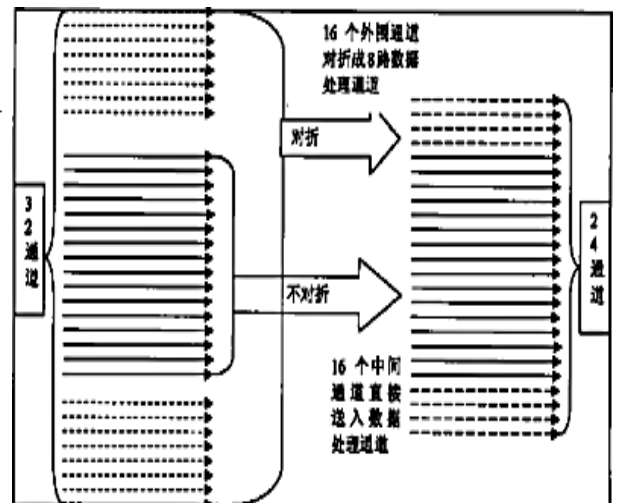 16 个外围通道
对折成8路数据
处理通道
对折
32通道
24通道
不对折
16 个中间
通道直接
送入数据
处理通道